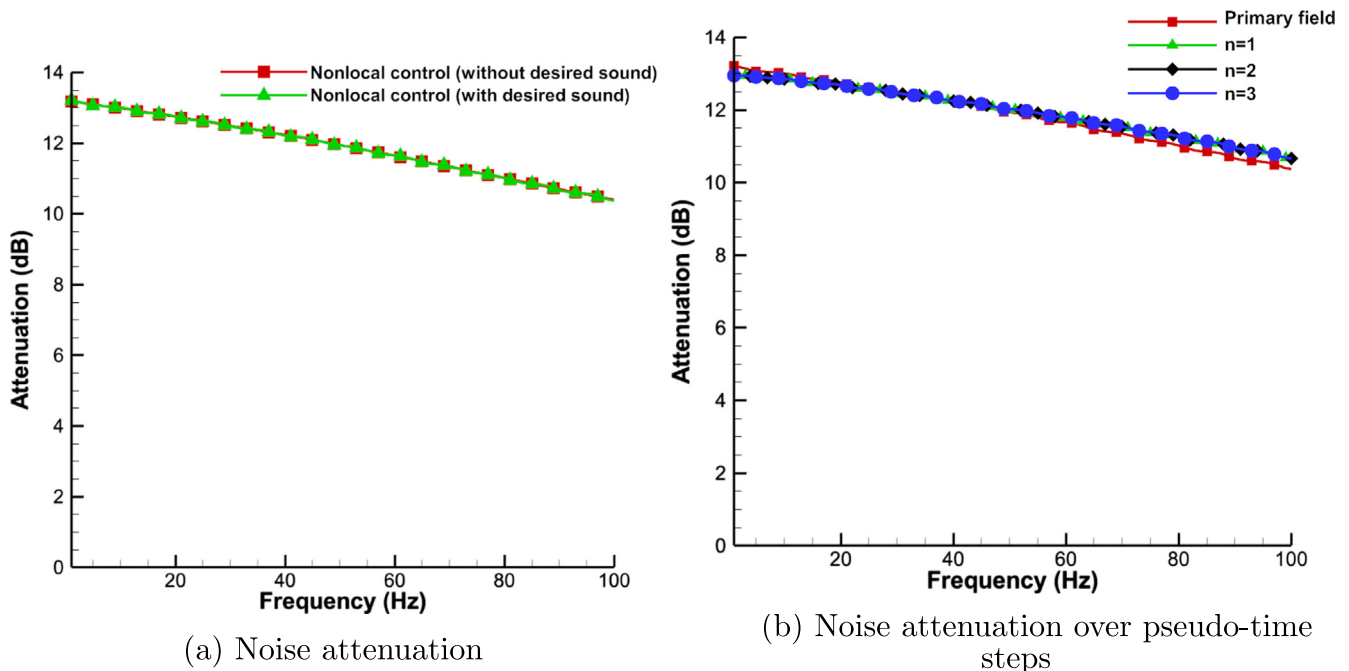 Nonlocal control (without desired sound)
Nonlocal control (with desired sound)
14
12
10
8
6
4
2
0
20
40
60
80
100
Attenuation (dB)
Frequency (Hz)
(a) Noise attenuation
Primary field
n=1
n=2
n=3
14
12
10
8
6
4
2
0
20
40
60
80
100
Attenuation (dB)
Frequency (Hz)
(b) Noise attenuation over pseudo-time
steps